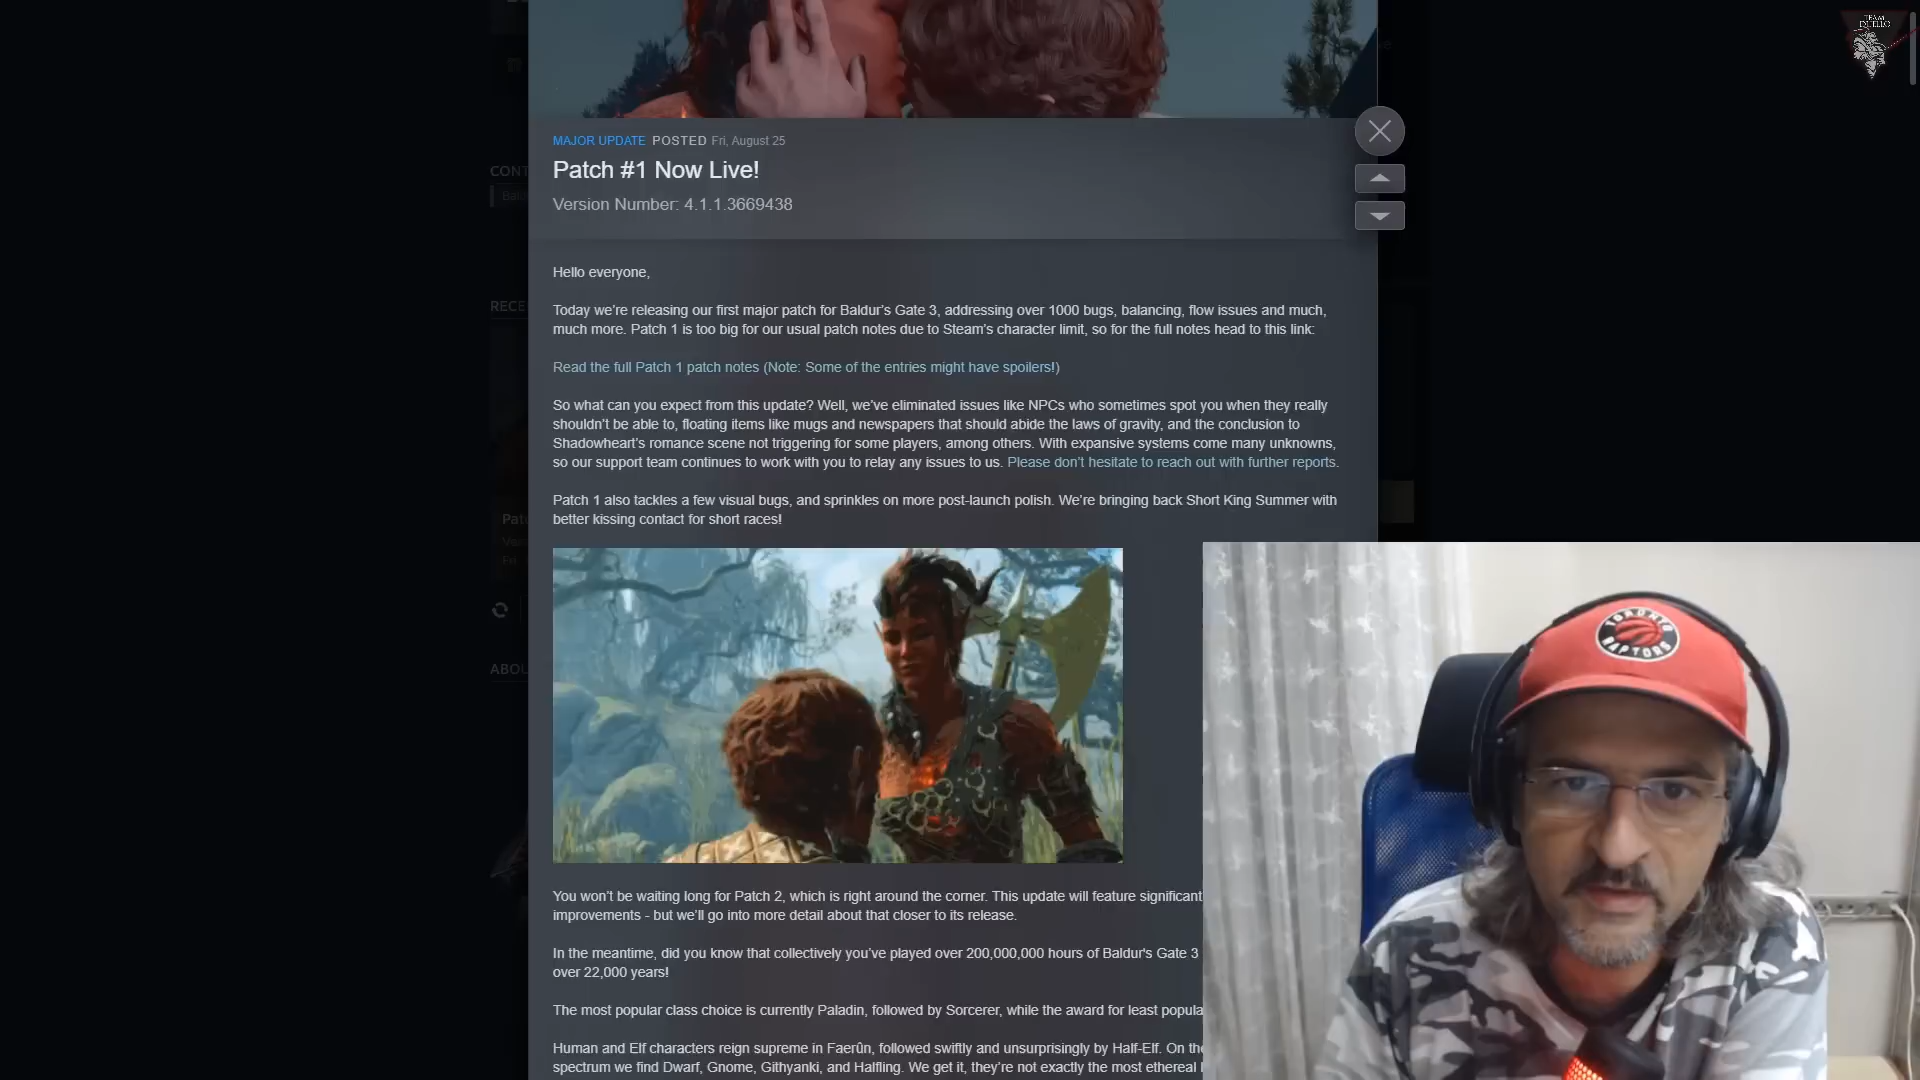 TEAM
QUELLO
MAJOR UPDATE POSTED Fri, August 25
Patch #1 Now Live!
CONT
Version Number: 4.1.1.3669438
Hello everyone,
RECE
Today we're releasing our first major patch for Baldur's Gate 3, addressing over 1000 bugs, balancing, flow issues and much,
much more. Patch 1 is too big for our usual patch notes due to Steam's character limit, so for the full notes head to this link:
Read the full Patch 1 patch notes (Note: Some of the entries might have spoilers!)
So what can you expect from this update? Well, we've eliminated issues like NPCs who sometimes spot you when they really
shouldn't be able to, floating items like mugs and newspapers that should abide the laws of gravity, and the conclusion to
Shadowheart's romance scene not triggering for some players, among others. With expansive systems come many unknowns,
so our support team continues to work with you to relay any issues to us. Please don't hesitate to reach out with further reports.
Patch 1 also tackles a few visual bugs, and sprinkles on more post-launch polish. We're bringing back Short King Summer with
better kissing contact for short races!
TORONTO
RAPTORS
ABOU
You won't be waiting long for Patch 2, which is right around the corner. This update will feature significant
improvements - but we'll go into more detail about that closer to its release.
In the meantime, did you know that collectively you've played over 200,000,000 hours of Baldur's Gate 3
over 22,000 years!
The most popular class choice is currently Paladin, followed by Sorcerer, while the award for least popula
Human and Elf characters reign supreme in Faerûn, followed swiftly and unsurprisingly by Half-Elf. On the
spectrum we find Dwarf, Gnome, Githyanki, and Halfling. We get it, they're not exactly the most ethereal